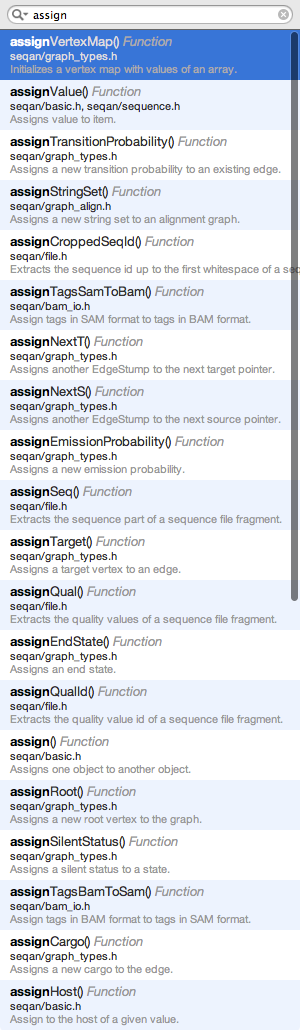 assign
assignVertexMap() Function
seqan/graph_types.h
Initializes a vertex map with values of an array.
assignValue() Function
seqan/basic.h, seqan/sequence.h
Assigns value to item.
assignTransitionProbability() Function
seqan/graph_types.h
Assigns a new transition probability to an existing edge.
assignStringSet() Function
seqan/graph_align.h
Assigns a new string set to an alignment graph.
assignCroppedSeqId() Function
seqan/file.h
Extracts the sequence id up to the first whitespace of a seq
assignTagsSamToBam() Function
seqan/bam_io.h
Assign tags in SAM format to tags in BAM format.
assignNextT() Function
seqan/graph_types.h
Assigns another EdgeStump to the next target pointer.
assignNextS() Function
seqan/graph_types.h
Assigns another EdgeStump to the next source pointer.
assignEmissionProbability() Function
seqan/graph_types.h
Assigns a new emission probability.
assignSeq() Function
seqan/file.h
Extracts the sequence part of a sequence file fragment.
assignTarget() Function
seqan/graph_types.h
Assigns a target vertex to an edge.
assignQual() Function
seqan/file.h
Extracts the quality values of a sequence file fragment.
assignEndState() Function
seqan/graph_types.h
Assigns an end state.
assignQualId() Function
seqan/file.h
Extracts the quality value id of a sequence file fragment.
assign() Function
seqan/basic.h
Assigns one object to another object.
assignRoot() Function
seqan/graph_types.h
Assigns a new root vertex to the graph.
assignSilentStatus() Function
seqan/graph_types.h
Assigns a silent status to a state.
assignTagsBamToSam() Function
seqan/bam_io.h
Assign tags in BAM format to tags in SAM format.
assignCargo() Function
seqan/graph_types.h
Assigns a new cargo to the edge.
assignHost() Function
seqan/basic.h
Assign to the host of a given value.